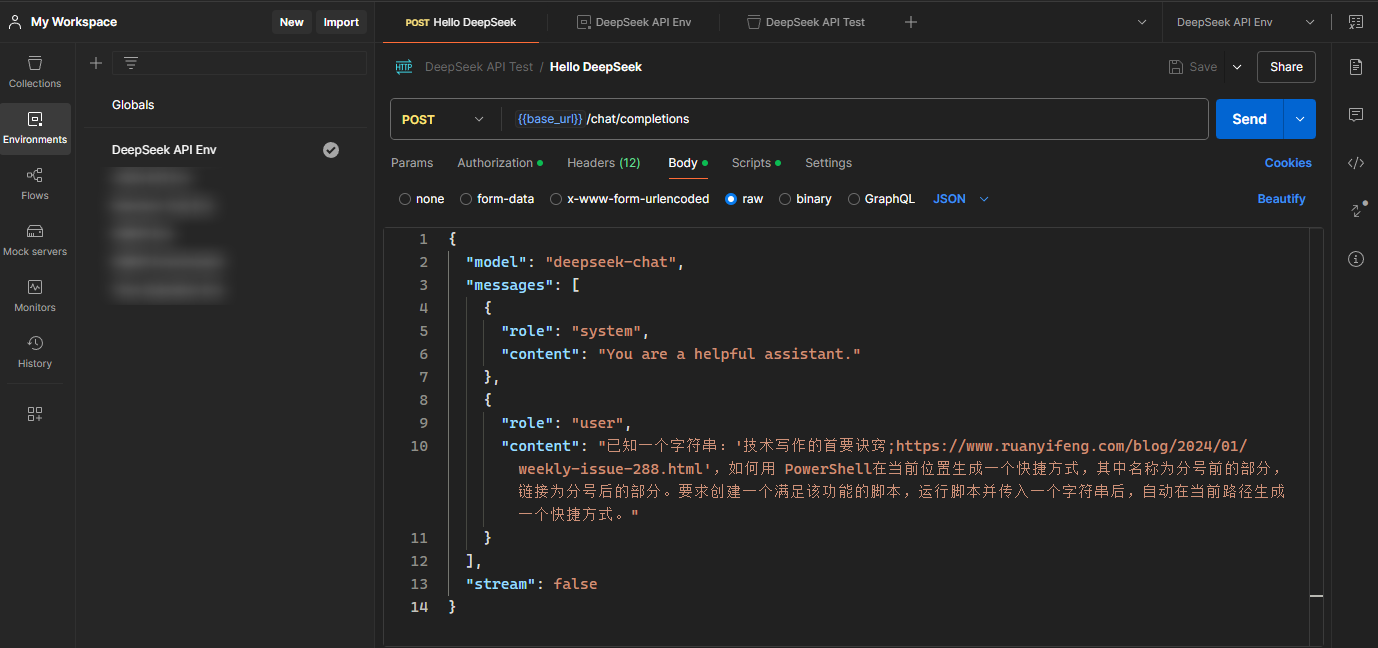 My Workspace
New
Import
POST Hello DeepSeek
DeepSeek API Env
DeepSeek API Test
DeepSeek API Env
Collections
Environments
Flows
Mock servers
Monitors
History
Globals
DeepSeek API Env
HTTP
DeepSeek API Test / Hello DeepSeek
Save
Share
POST
{{base_url}} /chat/completions
Send
Params
Authorization
Headers (12)
Body
Scripts
Settings
Cookies
none
form-data
x-www-form-urlencoded
raw
binary
GraphQL
JSON
Beautify
1 {
2 "model": "deepseek-chat",
3 "messages": [
4 {
5 "role": "system",
6 "content": "You are a helpful assistant."
7 },
8 {
9 "role": "user",
10 "content": "已知一个字符串：'技术写作的首要诀窍;https://www.ruanyifeng.com/blog/2024/01/
weekly-issue-288.html'，如何用 PowerShell在当前位置生成一个快捷方式，其中名称为分号前的部分，
链接为分号后的部分。要求创建一个满足该功能的脚本，运行脚本并传入一个字符串后，自动在当前路径生成
一个快捷方式。"
11 }
12 ],
13 "stream": false
14 }